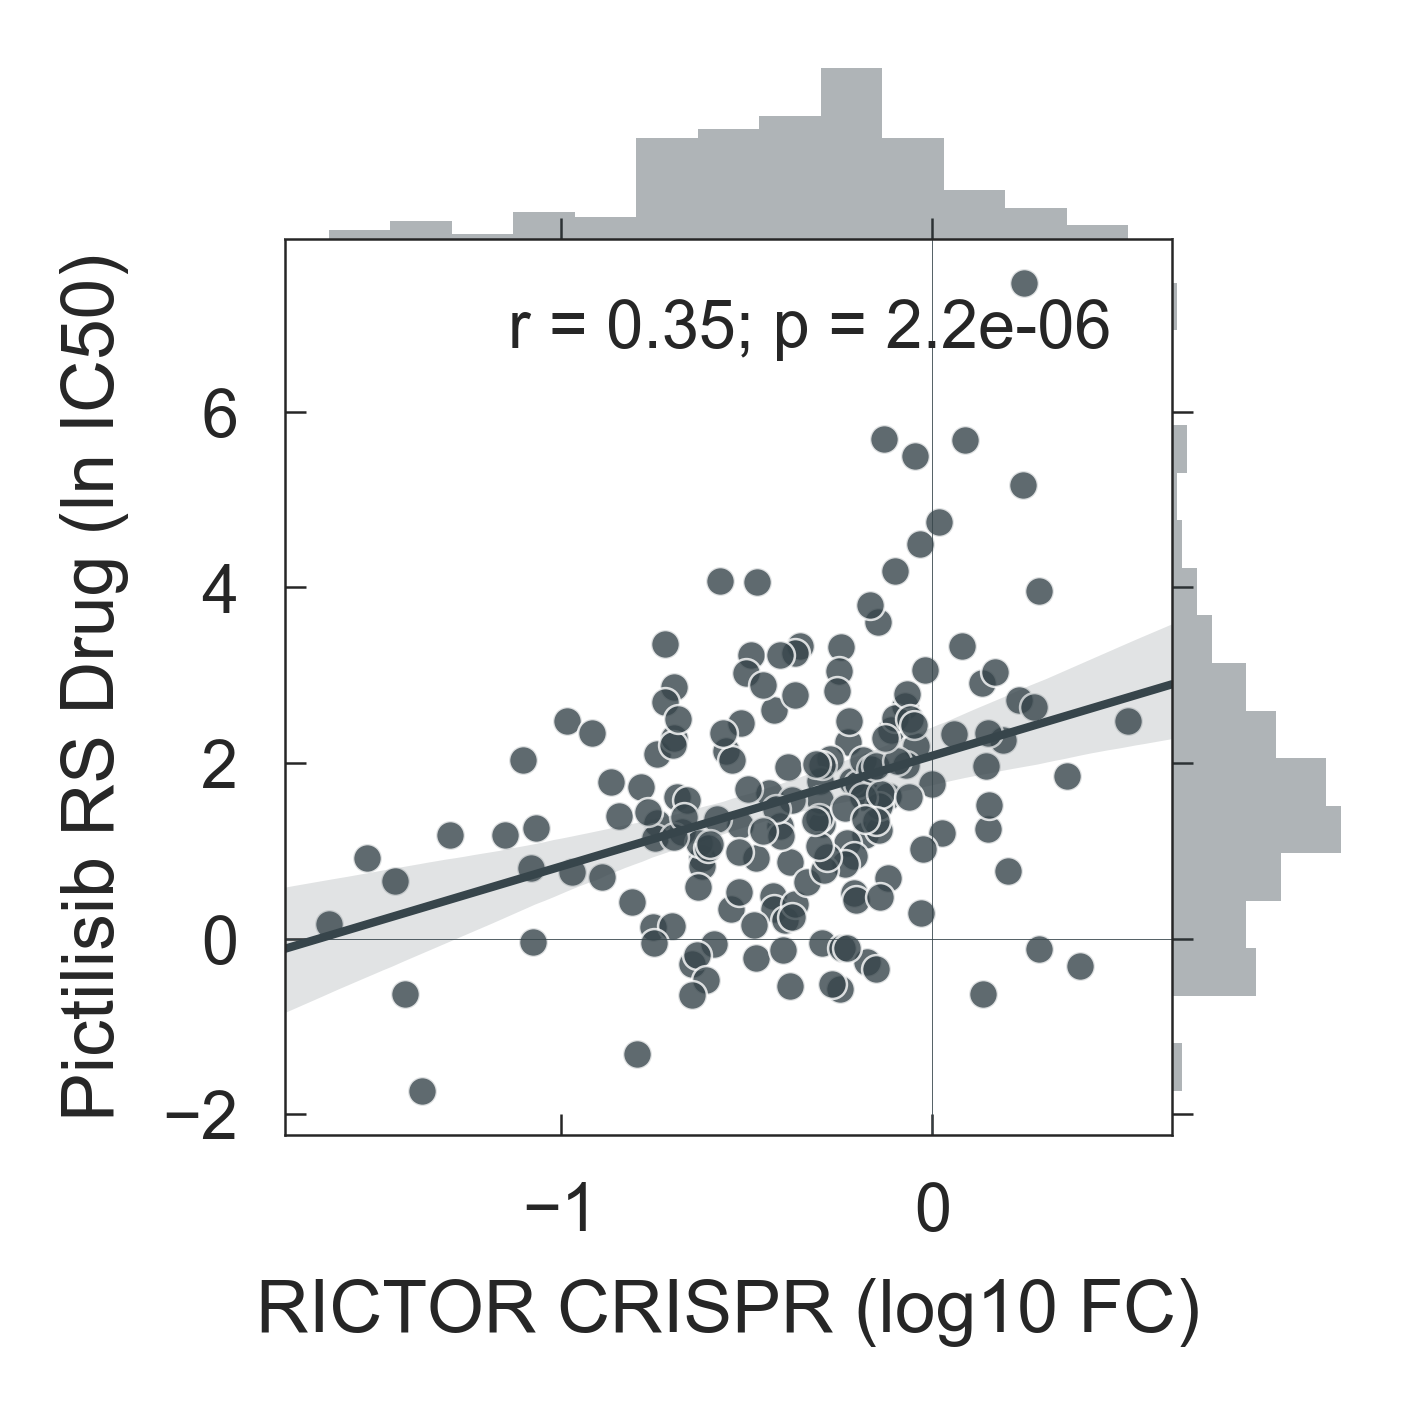 r = 0.35; p = 2.2e-06
Pictilisib RS Drug (ln IC50)
6
4
2
0
−2
−1
0
RICTOR CRISPR (log10 FC)